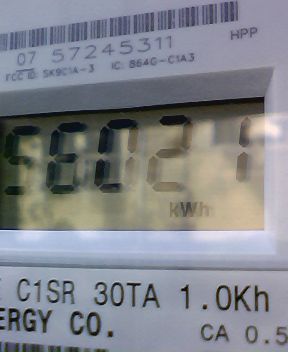 HPP
07 57245311
FCC ID: SK9C1A-3 IC: 864G-C1A3
56021
kWh
C1SR 30TA 1.0Kh
ERGY CO. CA 0.5